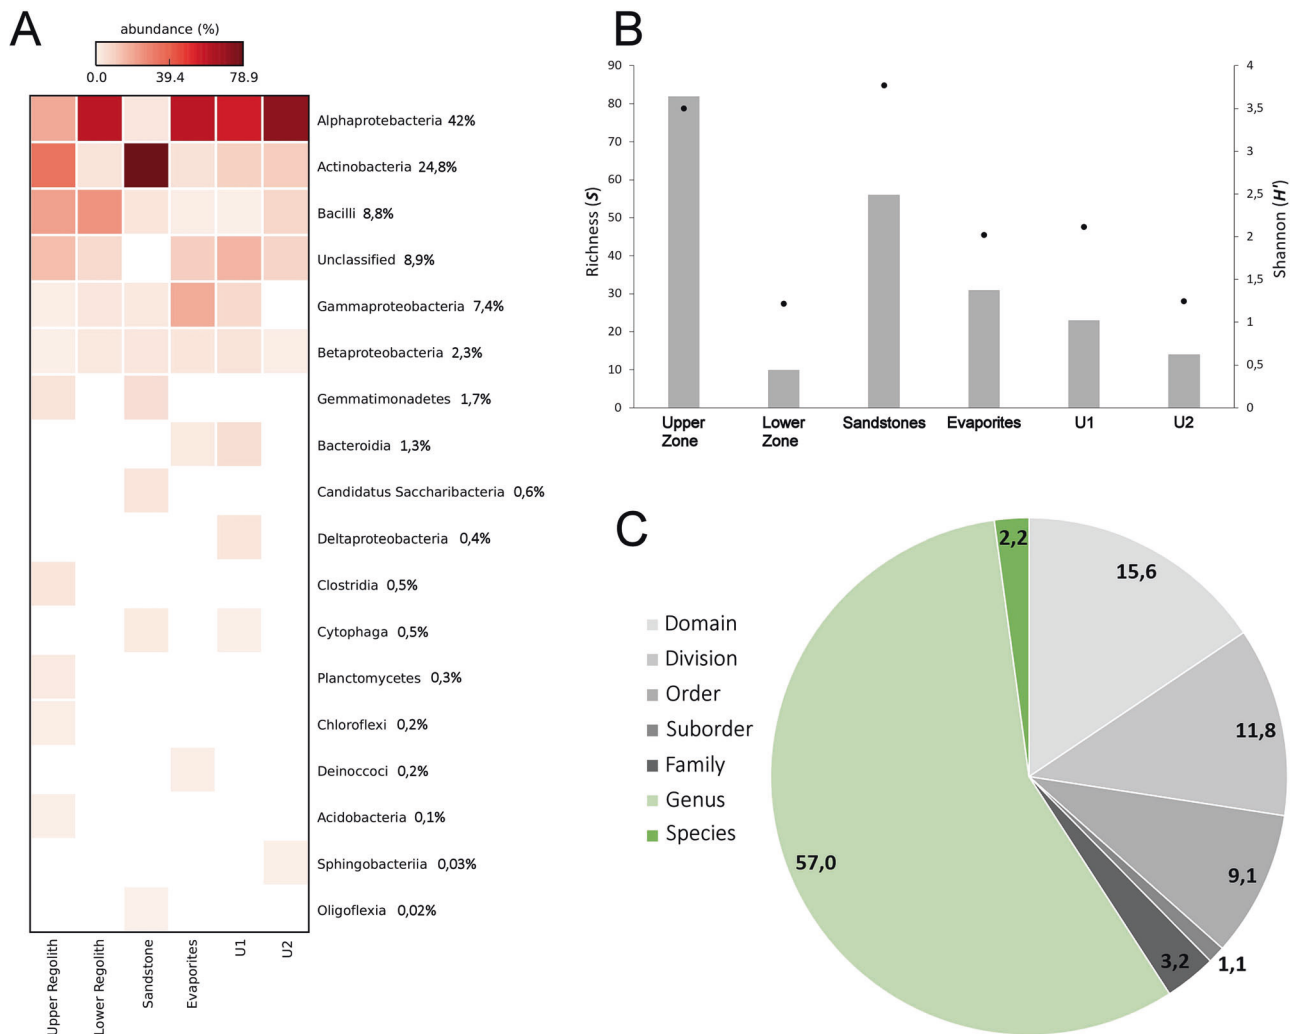 A
abundance (%)
0.0 39.4 78.9
Alphaprotebacteria 42%
Actinobacteria 24,8%
Bacilli 8,8%
Unclassified 8,9%
Gammaproteobacteria 7,4%
Betaproteobacteria 2,3%
Gemmatimonadetes 1,7%
Bacteroidia 1,3%
Candidatus Saccharibacteria 0,6%
Deltaproteobacteria 0,4%
Clostridia 0,5%
Cytophaga 0,5%
Planctomycetes 0,3%
Chloroflexi 0,2%
Deinoccoci 0,2%
Acidobacteria 0,1%
Sphingobacteriia 0,03%
Oligoflexia 0,02%
Upper Regolith
Lower Regolith
Sandstone
Evaporites
U1
U2
B
Richness (S)
90
80
70
60
50
40
30
20
10
0
4
3,5
3
2,5
2
1,5
1
0,5
0
Shannon (H')
Upper
Zone
Lower
Zone
Sandstones
Evaporites
U1
U2
C
Domain
Division
Order
Suborder
Family
Genus
Species
2,2
15,6
11,8
9,1
1,1
3,2
57,0